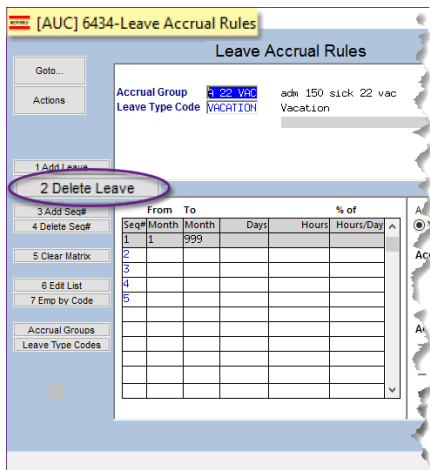 [AUC] 6434-Leave Accrual Rules
Leave Accrual Rules
Goto...
Actions
Accrual Group A 22 VAC adm 150 sick 22 vac
Leave Type Code VACATION Vacation
1 Add Leave
2 Delete Leave
3 Add Seq#
4 Delete Seq#
5 Clear Matrix
6 Edit List
7 Emp by Code
Accrual Groups
Leave Type Codes
From To % of
Seq# Month Month Days Hours Hours/Day
1 1 999
2
3
4
5